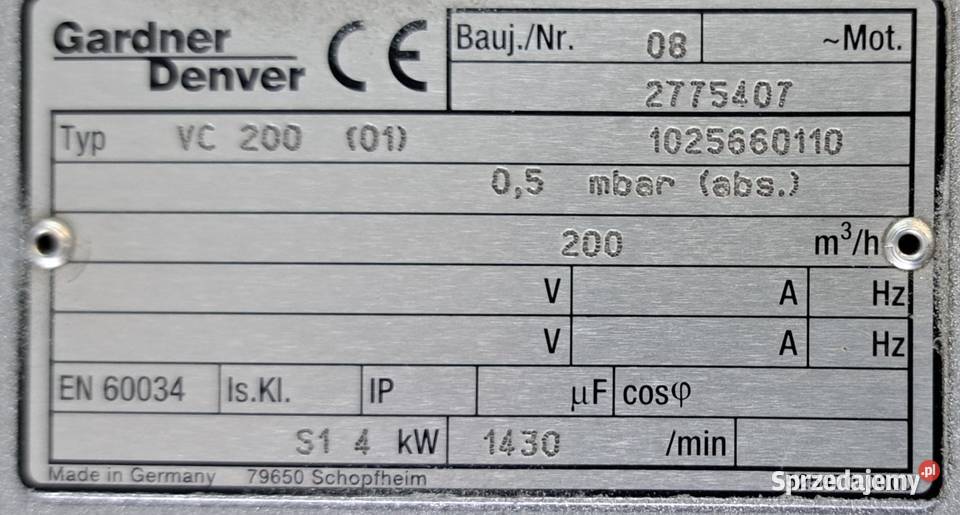 Gardner
Denver CE
Bauj./Nr. 08 ~Mot.
2775407
Typ VC 200 (01) 1025660110
0,5 mbar (abs.)
200 m³/h
V A Hz
V A Hz
EN 60034 Is.Kl. IP µF cosφ
S1 4 kW 1430 /min
Made in Germany 79650 Schopfheim
Sprzedajemy.pl